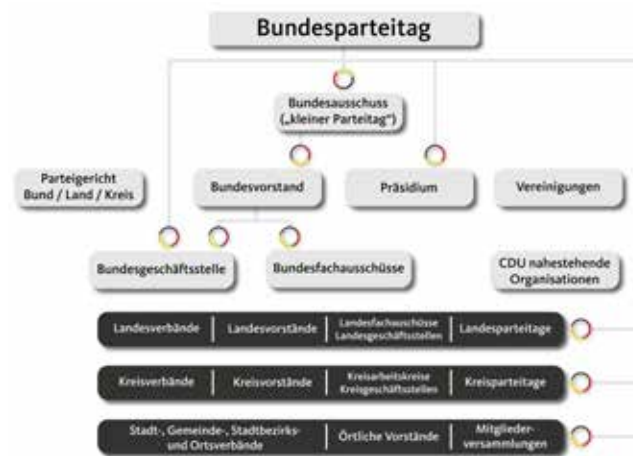 Bundesparteitag
Bundesausschuss
(„kleiner Parteitag“)
Parteigericht
Bund / Land / Kreis
Bundesvorstand
Präsidium
Vereinigungen
Bundesgeschäftsstelle
Bundesfachausschüsse
CDU nahestehende
Organisationen
Landesverbände
Landesvorstände
Landesfachauschüsse
Landesgeschäftsstellen
Landesparteitage
Kreisverbände
Kreisvorstände
Kreisarbeitskreise
Kreisgeschäftsstellen
Kreisparteitage
Stadt-, Gemeinde-, Stadtbezirks-
und Ortsverbände
Örtliche Vorstände
Mitglieder-
versammlungen